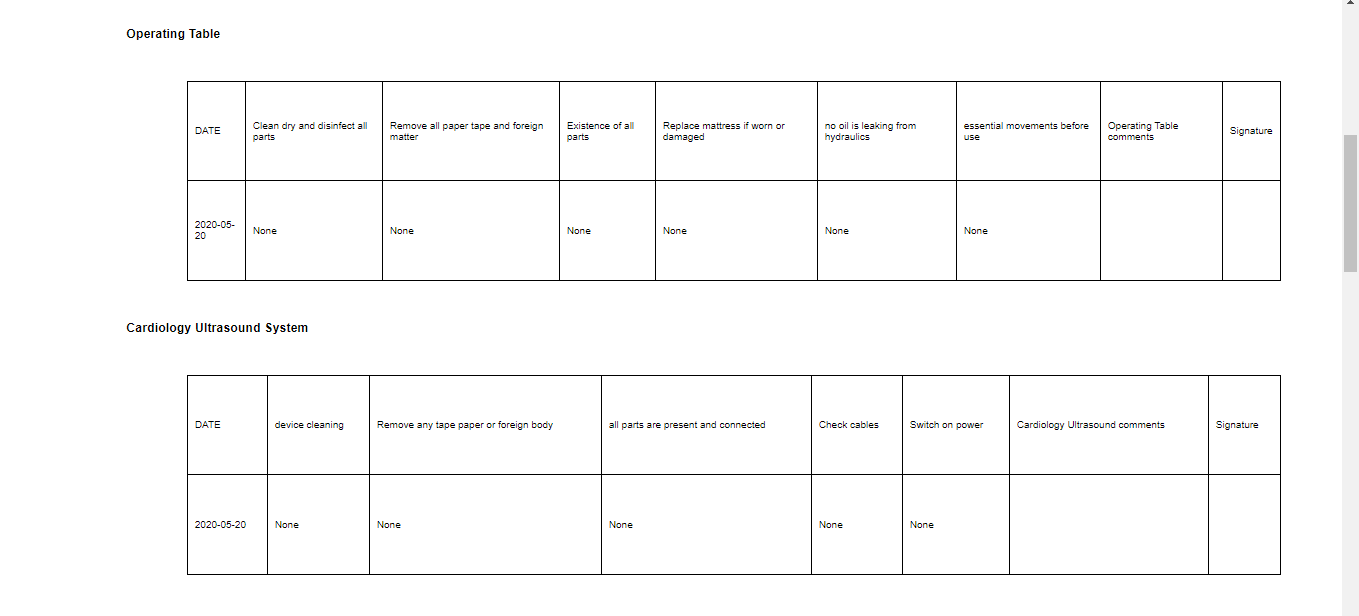 Operating Table
DATE
Clean dry and disinfect all
parts
Remove all paper tape and foreign
matter
Existence of all
parts
Replace mattress if worn or
damaged
no oil is leaking from
hydraulics
essential movements before
use
Operating Table
comments
Signature
2020-05-
20
None
None
None
None
None
None
Cardiology Ultrasound System
DATE
device cleaning
Remove any tape paper or foreign body
all parts are present and connected
Check cables
Switch on power
Cardiology Ultrasound comments
Signature
2020-05-20
None
None
None
None
None